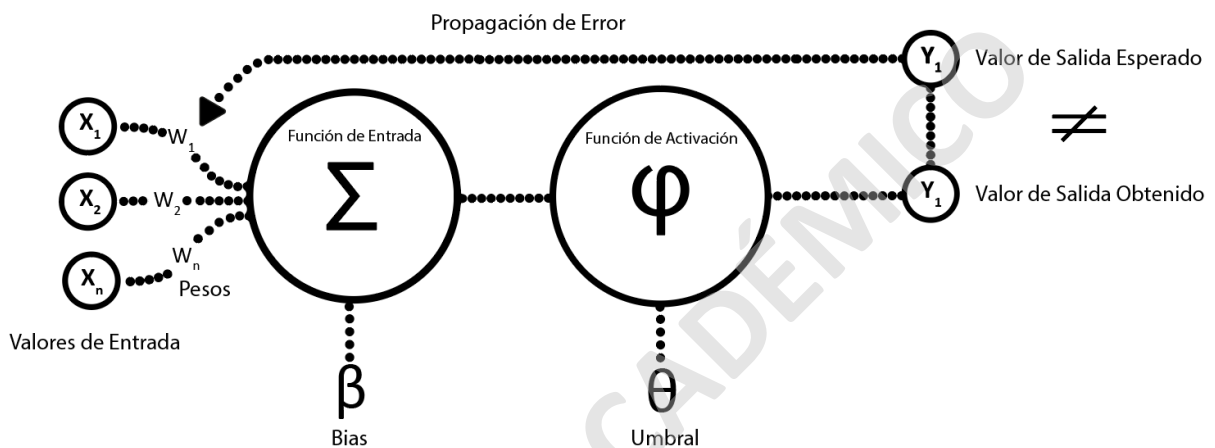 Propagación de Error
Y1
Valor de Salida Esperado
X1
W1
Función de Entrada
Σ
Función de Activación
φ
≠
X2
W2
Y1
Valor de Salida Obtenido
Xn
Wn
Pesos
Valores de Entrada
β
Bias
θ
Umbral
CADÉMICO